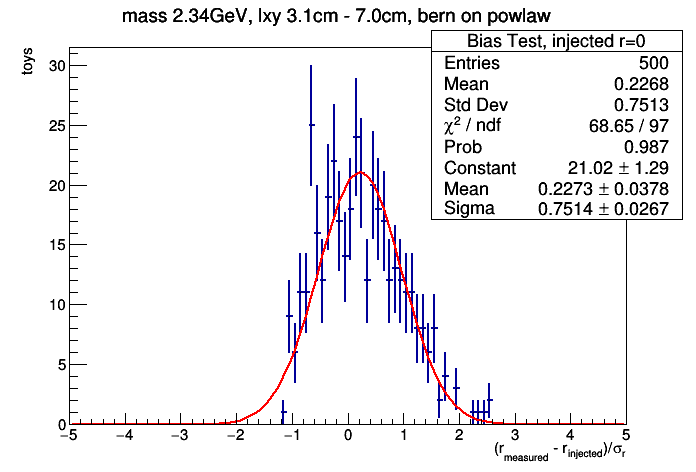 mass 2.34GeV, lxy 3.1cm - 7.0cm, bern on powlaw
toys
Bias Test, injected r=0
Entries 500
Mean 0.2268
Std Dev 0.7513
χ² / ndf 68.65 / 97
Prob 0.987
Constant 21.02 ± 1.29
Mean 0.2273 ± 0.0378
Sigma 0.7514 ± 0.0267
30
25
20
15
10
5
0
−5 −4 −3 −2 −1 0 1 2 3 4 5
(r_measured - r_injected)/σ_r